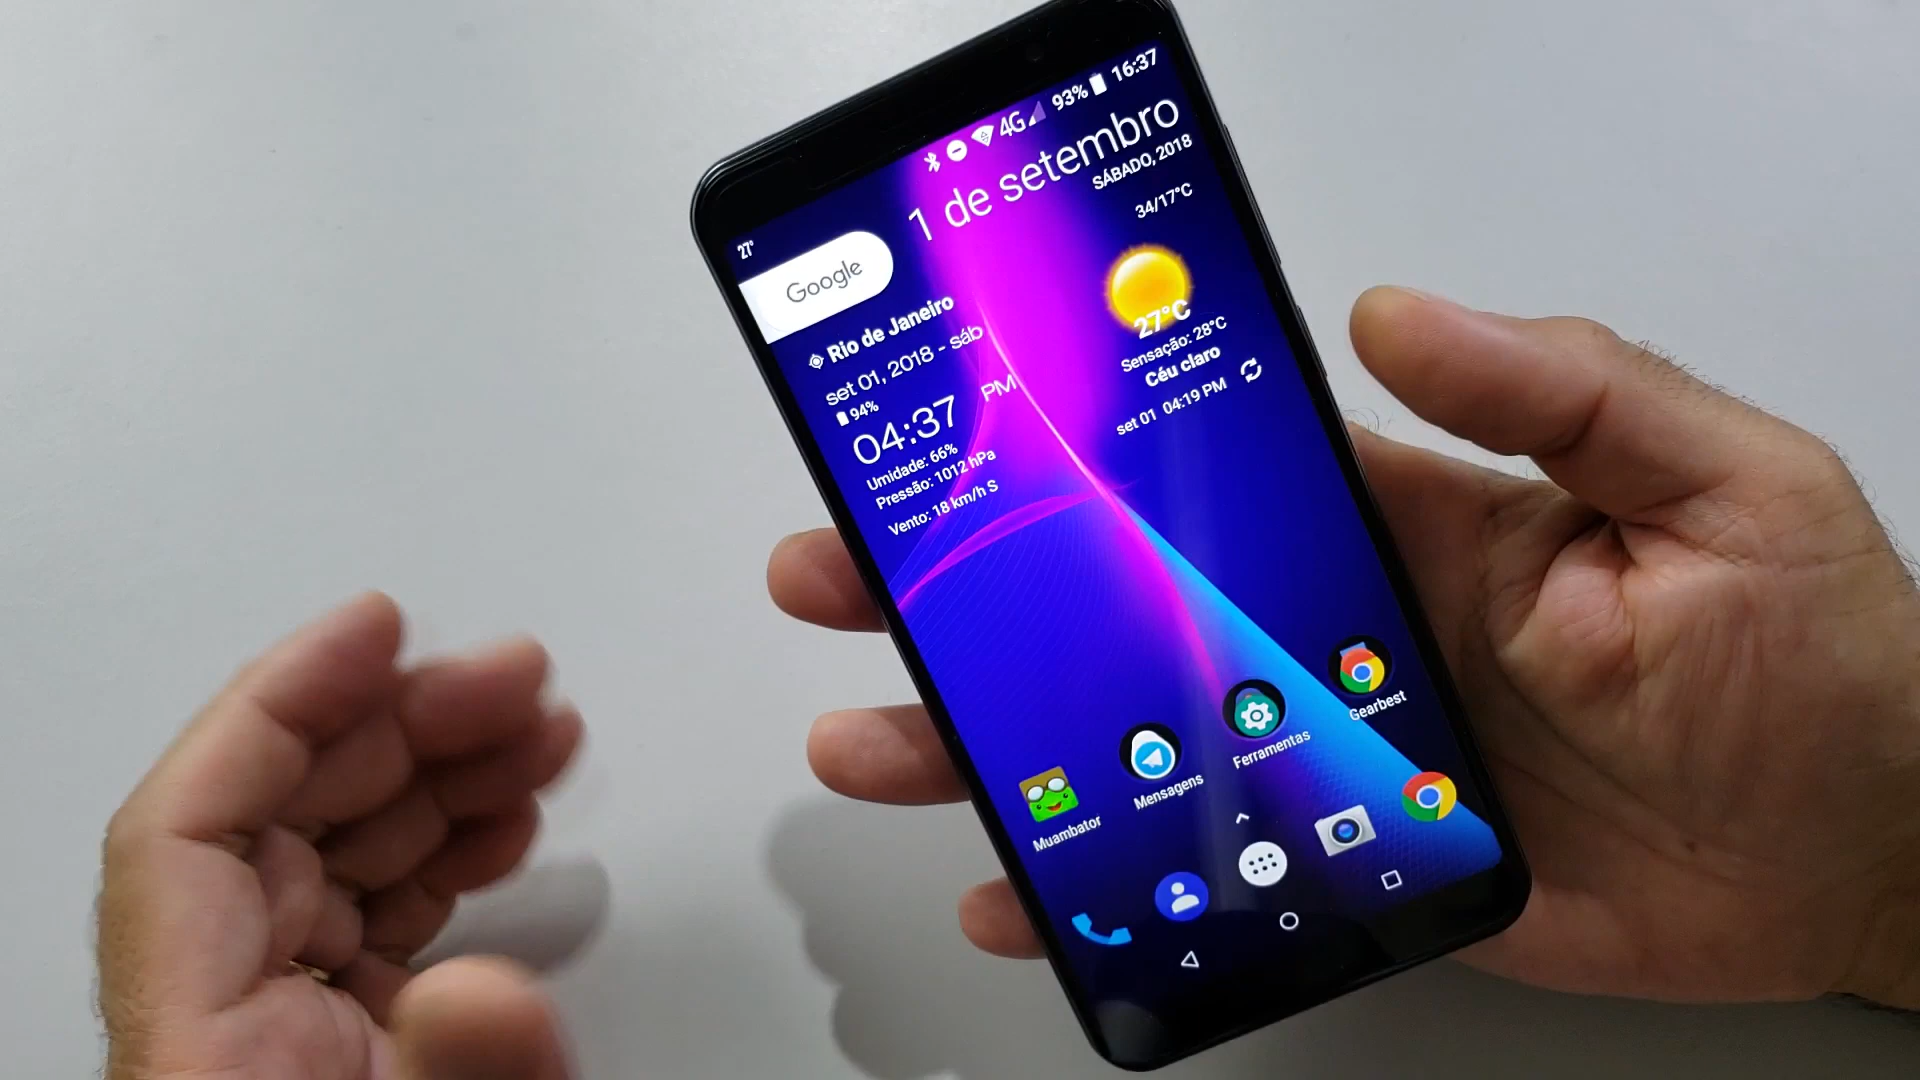 4G 93% 16:37
27°
1 de setembro
SÁBADO, 2018
Google
34/17°C
Rio de Janeiro
set 01, 2018 - sáb
94%
04:37 PM
Umidade: 66%
Pressão: 1012 hPa
Vento: 18 km/h S
27°C
Sensação: 28°C
Céu claro
set 01 04:19 PM
Muambator
Mensagens
Ferramentas
Gearbest